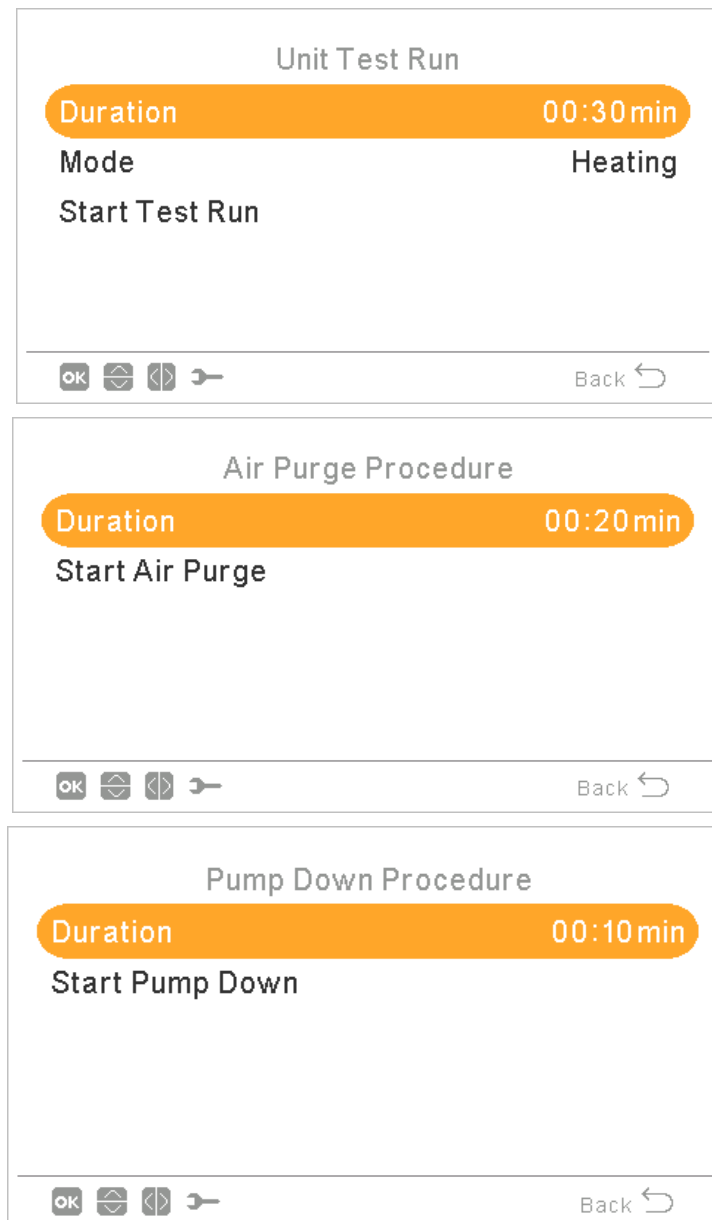 Unit Test Run
Duration 00:30min
Mode Heating
Start Test Run
OK Back
Air Purge Procedure
Duration 00:20min
Start Air Purge
OK Back
Pump Down Procedure
Duration 00:10min
Start Pump Down
OK Back